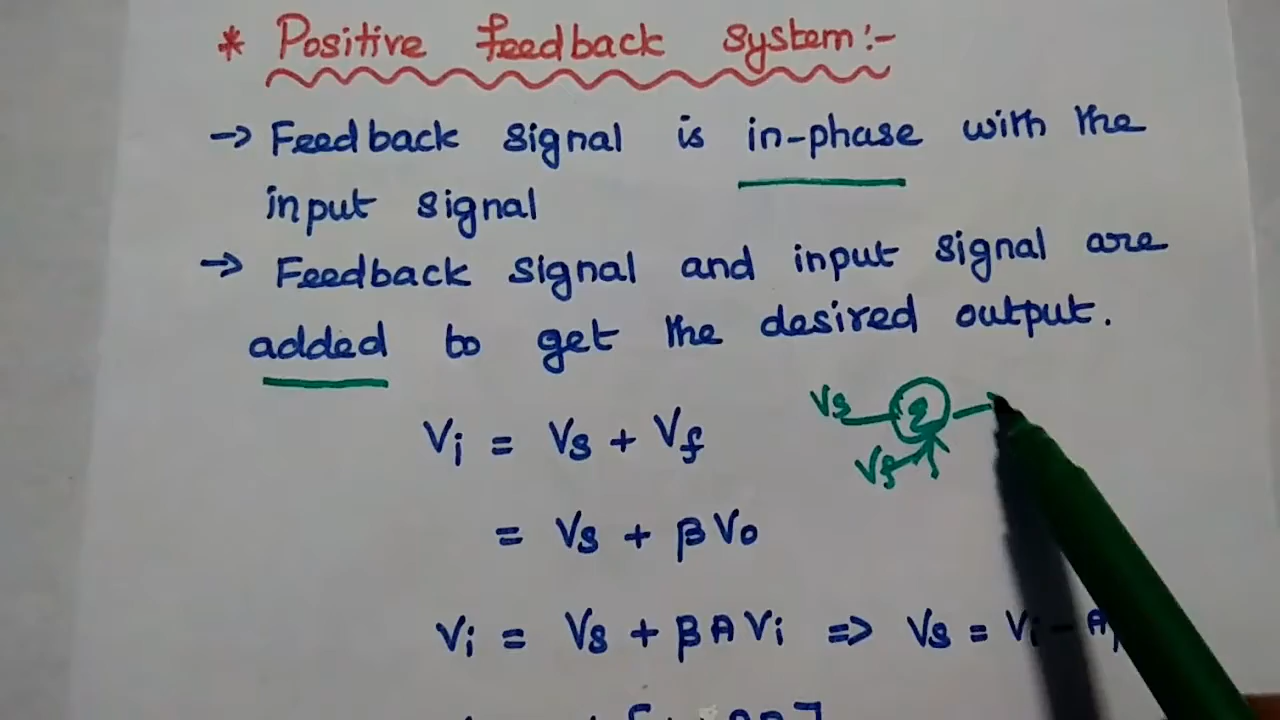 * Positive feedback system:-
→ Feedback signal is in-phase with the
input signal
→ Feedback signal and input signal are
added to get the desired output.
Vi = Vs + Vf
Vs
Vf
= Vs + βVo
Vi = Vs + βAVi => Vs = Vi - A